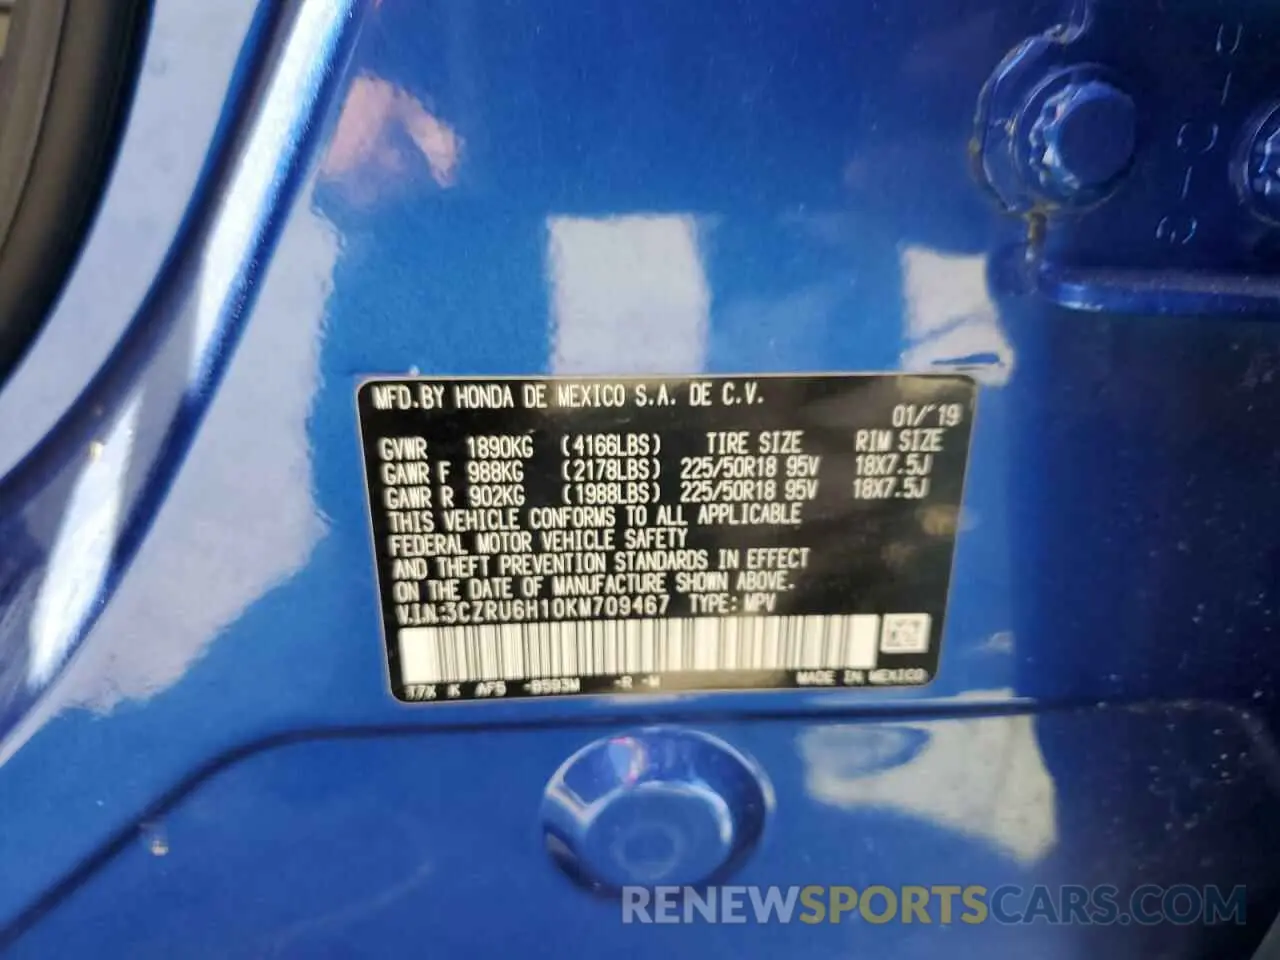 MFD.BY HONDA DE MEXICO S.A. DE C.V.
01/'19
GVWR 1890KG (4166LBS) TIRE SIZE RIM SIZE
GAWR F 988KG (2178LBS) 225/50R18 95V 18X7.5J
GAWR R 902KG (1988LBS) 225/50R18 95V 18X7.5J
THIS VEHICLE CONFORMS TO ALL APPLICABLE
FEDERAL MOTOR VEHICLE SAFETY
AND THEFT PREVENTION STANDARDS IN EFFECT
ON THE DATE OF MANUFACTURE SHOWN ABOVE.
V.I.N:3CZRU6H10KM709467 TYPE: MPV
T7X K -B593M -R -M MADE IN MEXICO
RENEWSPORTSCARS.COM